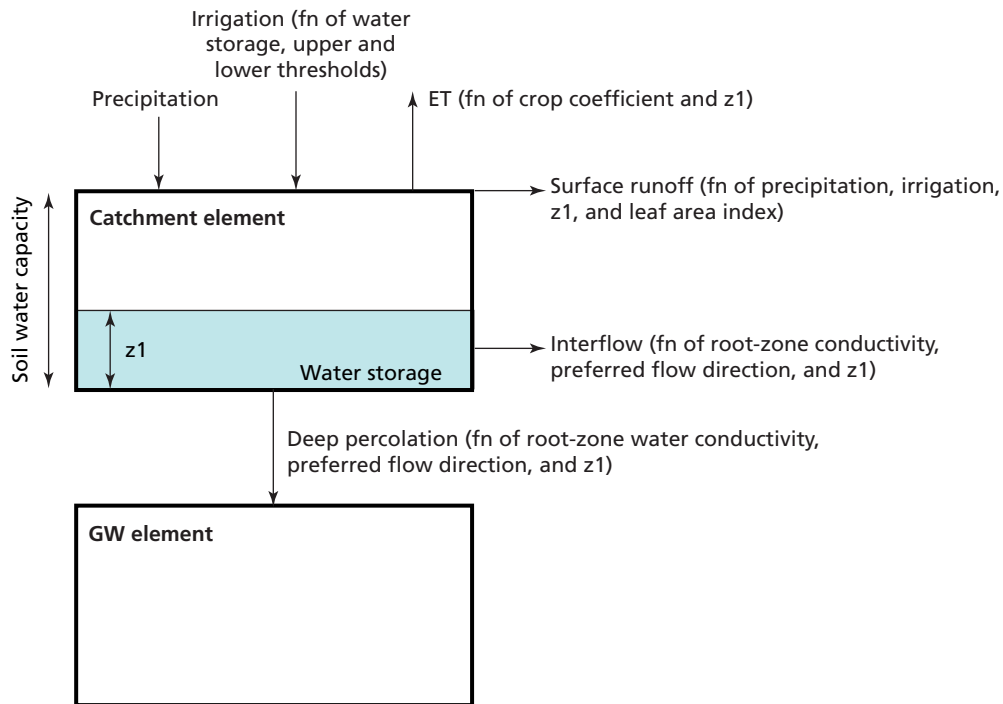 Irrigation (fn of water
storage, upper and
lower thresholds)
Precipitation
ET (fn of crop coefficient and z1)
Surface runoff (fn of precipitation, irrigation,
z1, and leaf area index)
Catchment element
Soil water capacity
z1
Water storage
Interflow (fn of root-zone conductivity,
preferred flow direction, and z1)
Deep percolation (fn of root-zone water conductivity,
preferred flow direction, and z1)
GW element